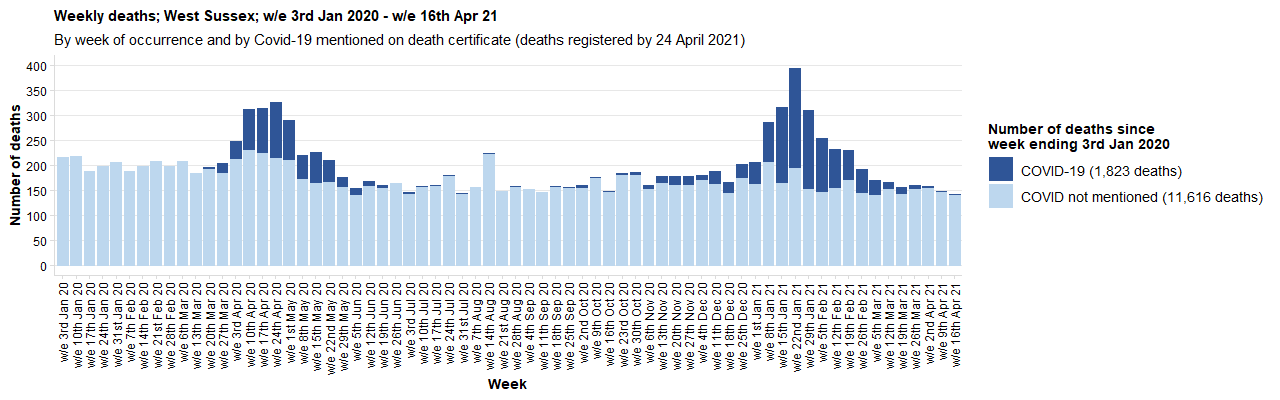 Weekly deaths; West Sussex; w/e 3rd Jan 2020 - w/e 16th Apr 21
By week of occurrence and by Covid-19 mentioned on death certificate (deaths registered by 24 April 2021)
Number of deaths
400
350
300
250
200
150
100
50
0
w/e 3rd Jan 20
w/e 10th Jan 20
w/e 17th Jan 20
w/e 24th Jan 20
w/e 31st Jan 20
w/e 7th Feb 20
w/e 14th Feb 20
w/e 21st Feb 20
w/e 28th Feb 20
w/e 6th Mar 20
w/e 13th Mar 20
w/e 20th Mar 20
w/e 27th Mar 20
w/e 3rd Apr 20
w/e 10th Apr 20
w/e 17th Apr 20
w/e 24th Apr 20
w/e 1st May 20
w/e 8th May 20
w/e 15th May 20
w/e 22nd May 20
w/e 29th May 20
w/e 5th Jun 20
w/e 12th Jun 20
w/e 19th Jun 20
w/e 26th Jun 20
w/e 3rd Jul 20
w/e 10th Jul 20
w/e 17th Jul 20
w/e 24th Jul 20
w/e 31st Jul 20
w/e 7th Aug 20
w/e 14th Aug 20
w/e 21st Aug 20
w/e 28th Aug 20
w/e 4th Sep 20
w/e 11th Sep 20
w/e 18th Sep 20
w/e 25th Sep 20
w/e 2nd Oct 20
w/e 9th Oct 20
w/e 16th Oct 20
w/e 23rd Oct 20
w/e 30th Oct 20
w/e 6th Nov 20
w/e 13th Nov 20
w/e 20th Nov 20
w/e 27th Nov 20
w/e 4th Dec 20
w/e 11th Dec 20
w/e 18th Dec 20
w/e 25th Dec 20
w/e 1st Jan 21
w/e 8th Jan 21
w/e 15th Jan 21
w/e 22nd Jan 21
w/e 29th Jan 21
w/e 5th Feb 21
w/e 12th Feb 21
w/e 19th Feb 21
w/e 26th Feb 21
w/e 5th Mar 21
w/e 12th Mar 21
w/e 19th Mar 21
w/e 26th Mar 21
w/e 2nd Apr 21
w/e 9th Apr 21
w/e 16th Apr 21
Week
Number of deaths since
week ending 3rd Jan 2020
COVID-19 (1,823 deaths)
COVID not mentioned (11,616 deaths)